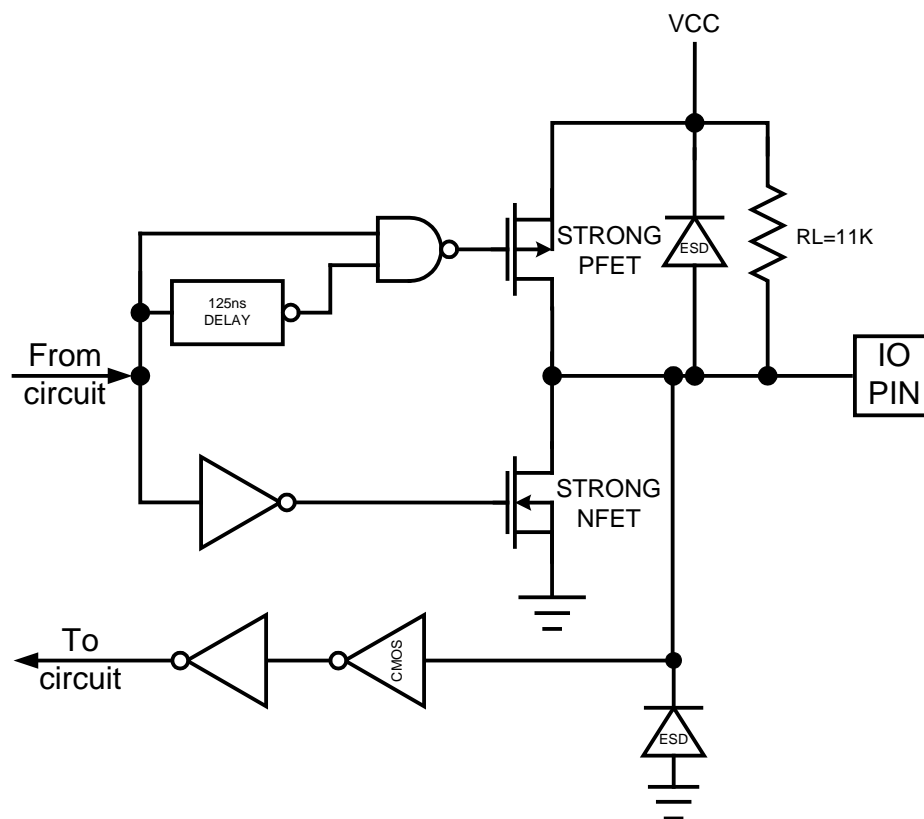 VCC
STRONG
PFET
ESD
RL=11K
125ns
DELAY
From
circuit
IO
PIN
STRONG
NFET
To
circuit
CMOS
ESD